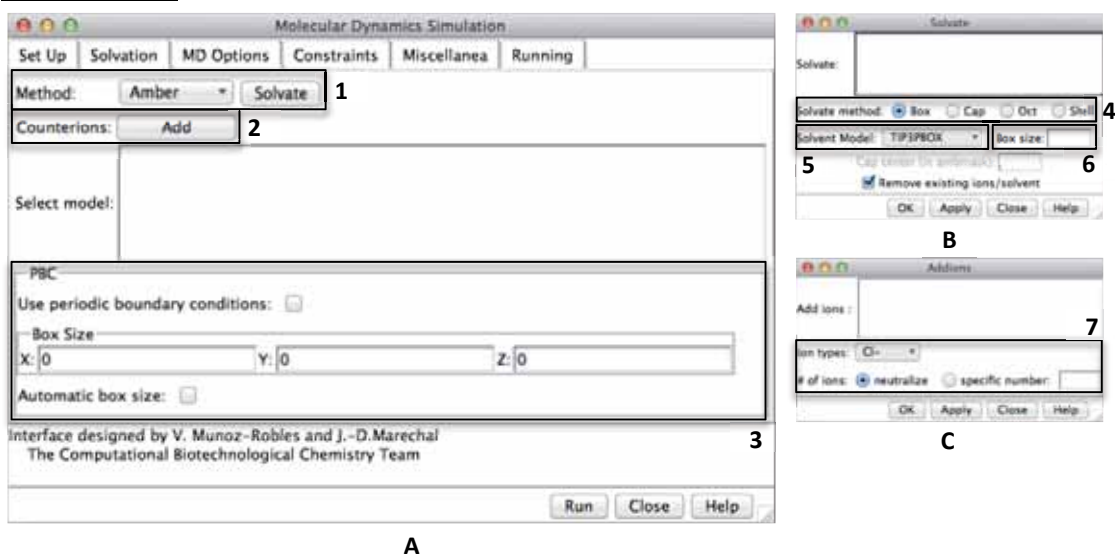 Molecular Dynamics Simulation
Set Up Solvation MD Options Constraints Miscellanea Running
Method: Amber Solvate 1
Counterions: Add 2
Select model:
PBC
Use periodic boundary conditions:
Box Size
X: 0 Y: 0 Z: 0
Automatic box size:
3
Interface designed by V. Munoz-Robles and J.-D.Marechal
The Computational Biotechnological Chemistry Team
Run Close Help
A
Solvate
Solvate:
Solvate method: Box Cap Oct Shell 4
Solvent Model: TIP3PBOX Box size:
5 6
Cap center (in ambmask):
Remove existing ions/solvent
OK Apply Close Help
B
Addions
Add ions :
7
Ion types: Cl-
# of ions: neutralize specific number:
OK Apply Close Help
C